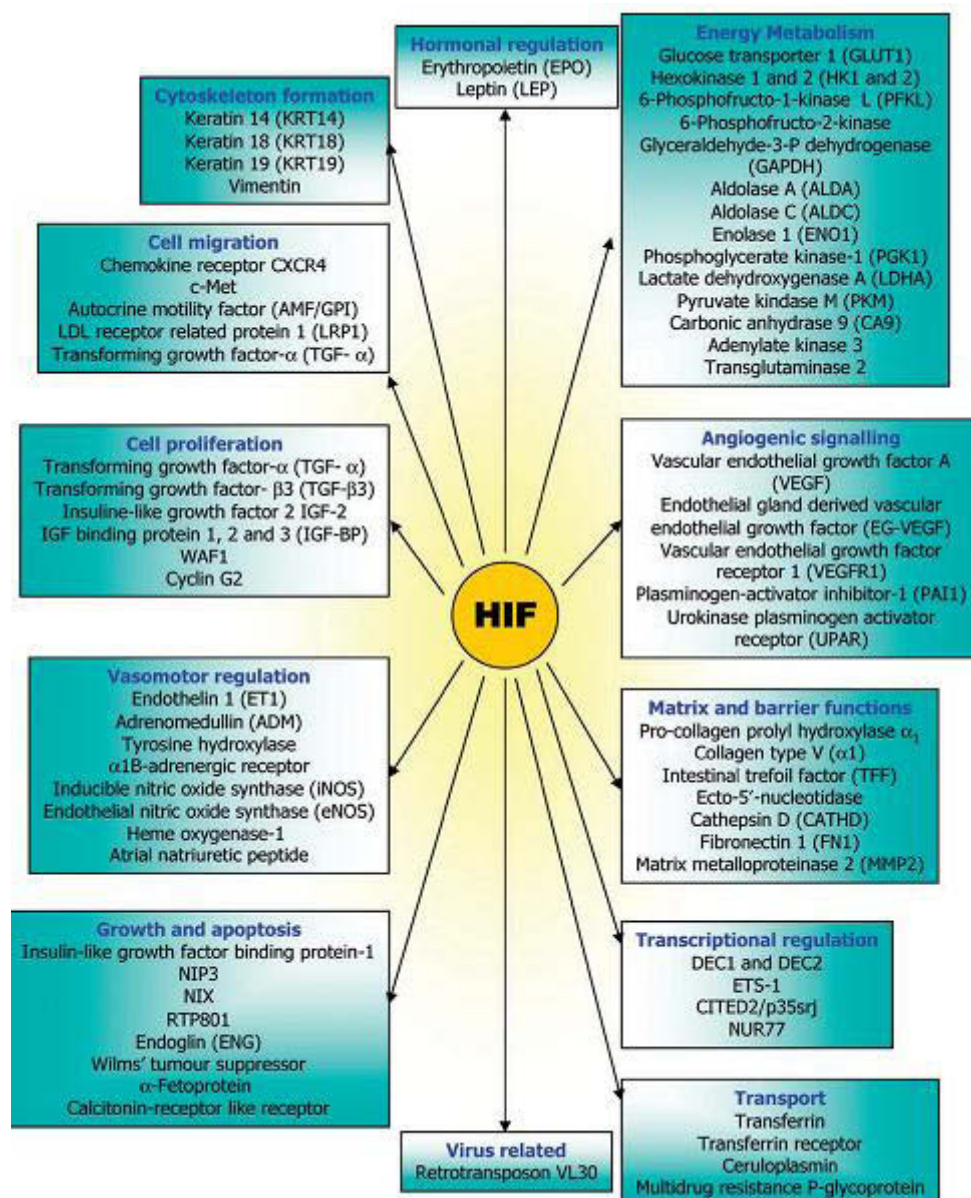 Hormonal regulation
Erythropoietin (EPO)
Leptin (LEP)
Energy Metabolism
Glucose transporter 1 (GLUT1)
Hexokinase 1 and 2 (HK1 and 2)
6-Phosphofructo-1-kinase L (PFKL)
6-Phosphofructo-2-kinase
Glyceraldehyde-3-P dehydrogenase
(GAPDH)
Aldolase A (ALDA)
Aldolase C (ALDC)
Enolase 1 (ENO1)
Phosphoglycerate kinase-1 (PGK1)
Lactate dehydroxygenase A (LDHA)
Pyruvate kindase M (PKM)
Carbonic anhydrase 9 (CA9)
Adenylate kinase 3
Transglutaminase 2
Cytoskeleton formation
Keratin 14 (KRT14)
Keratin 18 (KRT18)
Keratin 19 (KRT19)
Vimentin
Cell migration
Chemokine receptor CXCR4
c-Met
Autocrine motility factor (AMF/GPI)
LDL receptor related protein 1 (LRP1)
Transforming growth factor-α (TGF- α)
Cell proliferation
Transforming growth factor-α (TGF- α)
Transforming growth factor- β3 (TGF-β3)
Insuline-like growth factor 2 IGF-2
IGF binding protein 1, 2 and 3 (IGF-BP)
WAF1
Cyclin G2
Angiogenic signalling
Vascular endothelial growth factor A
(VEGF)
Endothelial gland derived vascular
endothelial growth factor (EG-VEGF)
Vascular endothelial growth factor
receptor 1 (VEGFR1)
Plasminogen-activator inhibitor-1 (PAI1)
Urokinase plasminogen activator
receptor (UPAR)
HIF
Vasomotor regulation
Endothelin 1 (ET1)
Adrenomedullin (ADM)
Tyrosine hydroxylase
α1B-adrenergic receptor
Inducible nitric oxide synthase (iNOS)
Endothelial nitric oxide synthase (eNOS)
Heme oxygenase-1
Atrial natriuretic peptide
Matrix and barrier functions
Pro-collagen prolyl hydroxylase α₁
Collagen type V (α1)
Intestinal trefoil factor (TFF)
Ecto-5′-nucleotidase
Cathepsin D (CATHD)
Fibronectin 1 (FN1)
Matrix metalloproteinase 2 (MMP2)
Growth and apoptosis
Insulin-like growth factor binding protein-1
NIP3
NIX
RTP801
Endoglin (ENG)
Wilms’ tumour suppressor
α-Fetoprotein
Calcitonin-receptor like receptor
Transcriptional regulation
DEC1 and DEC2
ETS-1
CITED2/p35srj
NUR77
Virus related
Retrotransposon VL30
Transport
Transferrin
Transferrin receptor
Ceruloplasmin
Multidrug resistance P-glycoprotein